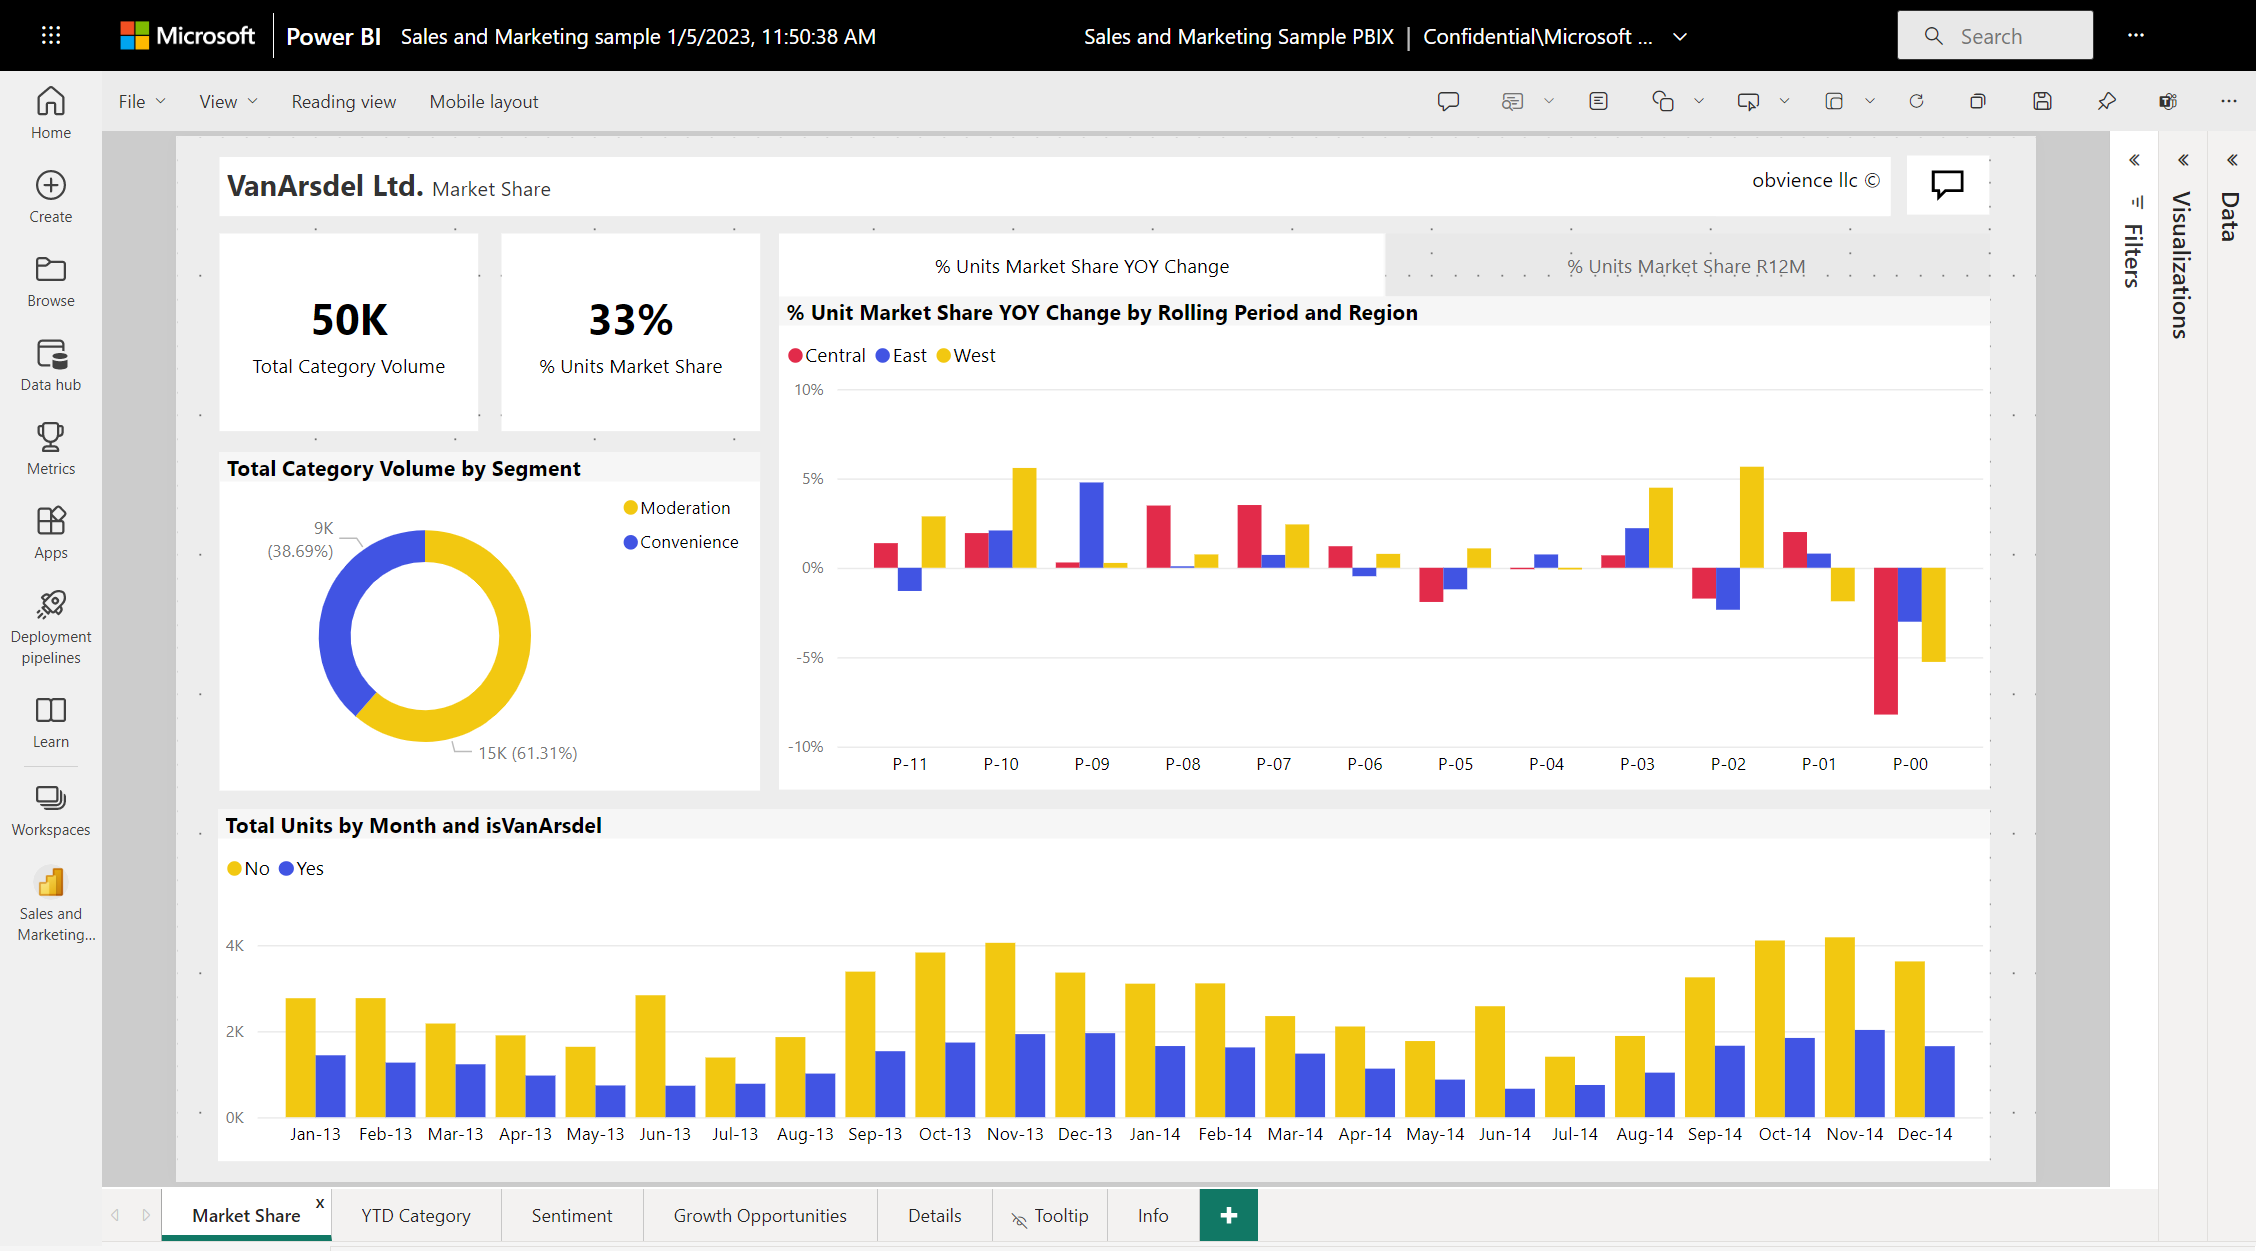 Microsoft Power BI Sales and Marketing sample 1/5/2023, 11:50:38 AM
Sales and Marketing Sample PBIX | Confidential\Microsoft ...
Search
File View Reading view Mobile layout
Home
Create
Browse
Data hub
Metrics
Apps
Deployment
pipelines
Learn
Workspaces
Sales and
Marketing...
VanArsdel Ltd. Market Share
obvience llc ©
50K
Total Category Volume
33%
% Units Market Share
% Units Market Share YOY Change
% Units Market Share R12M
Total Category Volume by Segment
Moderation
Convenience
9K
(38.69%)
15K (61.31%)
% Unit Market Share YOY Change by Rolling Period and Region
Central East West
10%
5%
0%
-5%
-10%
P-11 P-10 P-09 P-08 P-07 P-06 P-05 P-04 P-03 P-02 P-01 P-00
Total Units by Month and isVanArsdel
No Yes
4K
2K
0K
Jan-13 Feb-13 Mar-13 Apr-13 May-13 Jun-13 Jul-13 Aug-13 Sep-13 Oct-13 Nov-13 Dec-13 Jan-14 Feb-14 Mar-14 Apr-14 May-14 Jun-14 Jul-14 Aug-14 Sep-14 Oct-14 Nov-14 Dec-14
Filters
Visualizations
Data
Market Share x YTD Category Sentiment Growth Opportunities Details Tooltip Info +